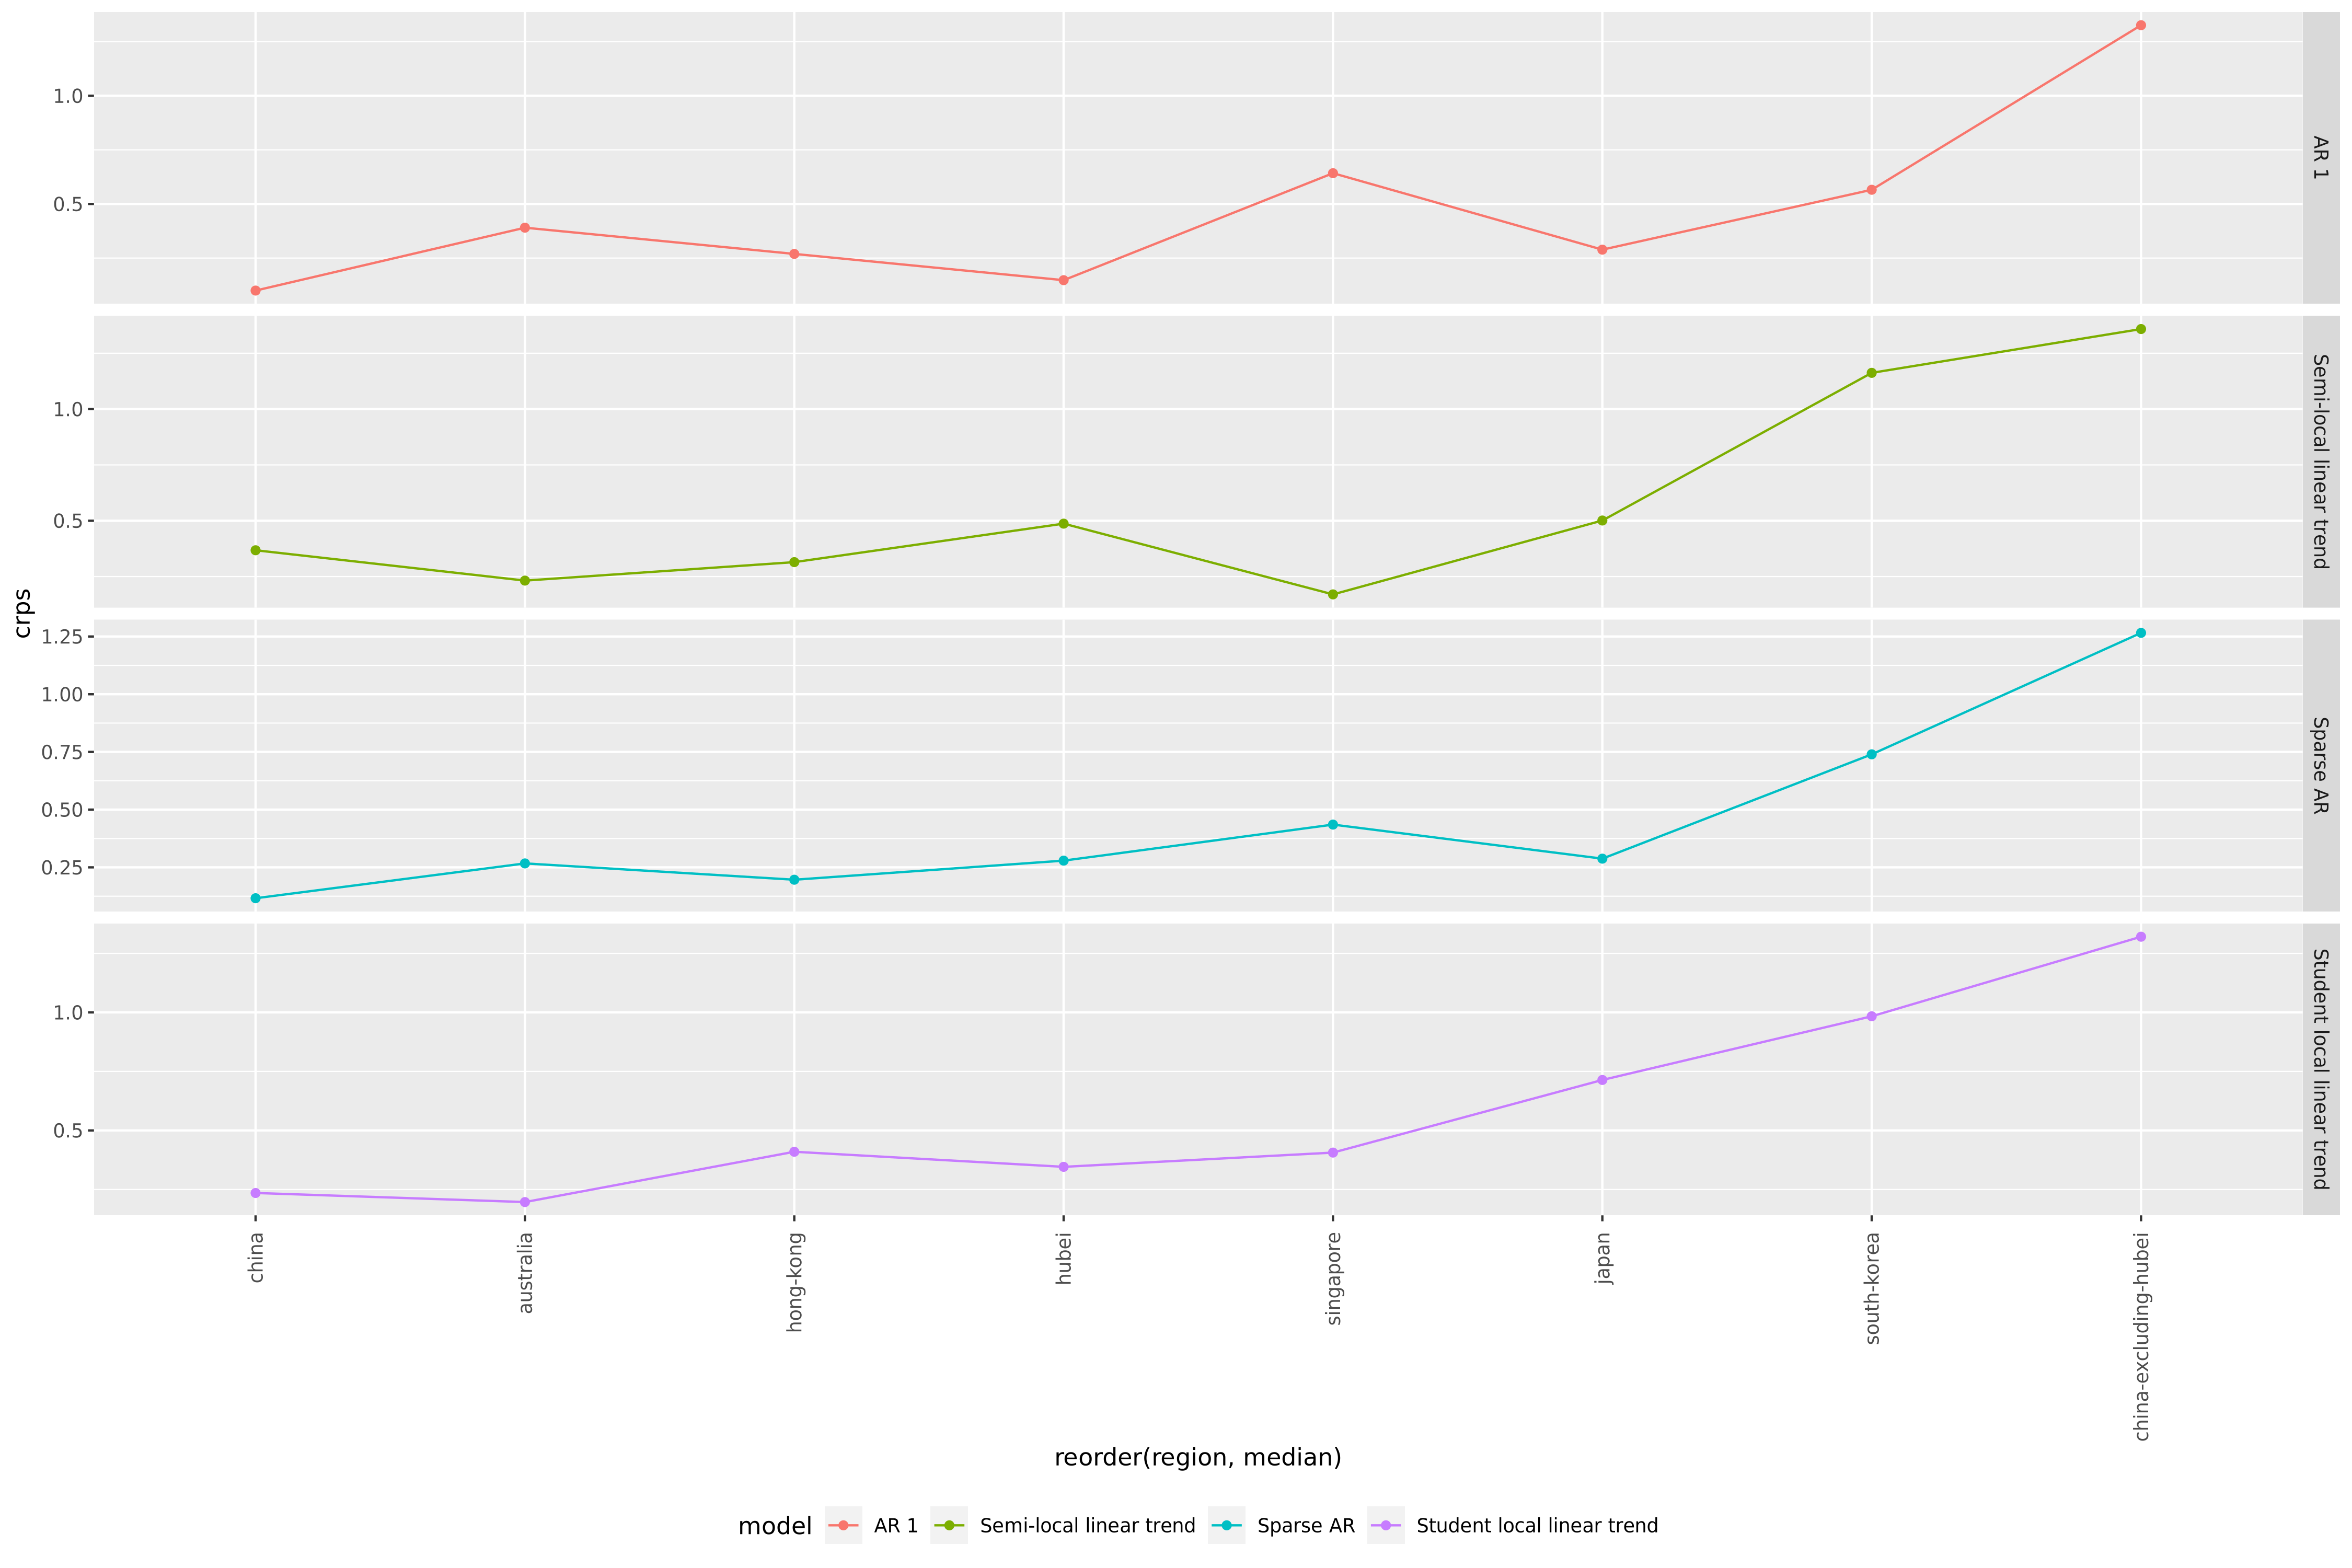 crps
1.0
0.5
AR 1
1.0
0.5
Semi-local linear trend
1.25
1.00
0.75
0.50
0.25
Sparse AR
1.0
0.5
Student local linear trend
china
australia
hong-kong
hubei
singapore
japan
south-korea
china-excluding-hubei
reorder(region, median)
model AR 1 Semi-local linear trend Sparse AR Student local linear trend